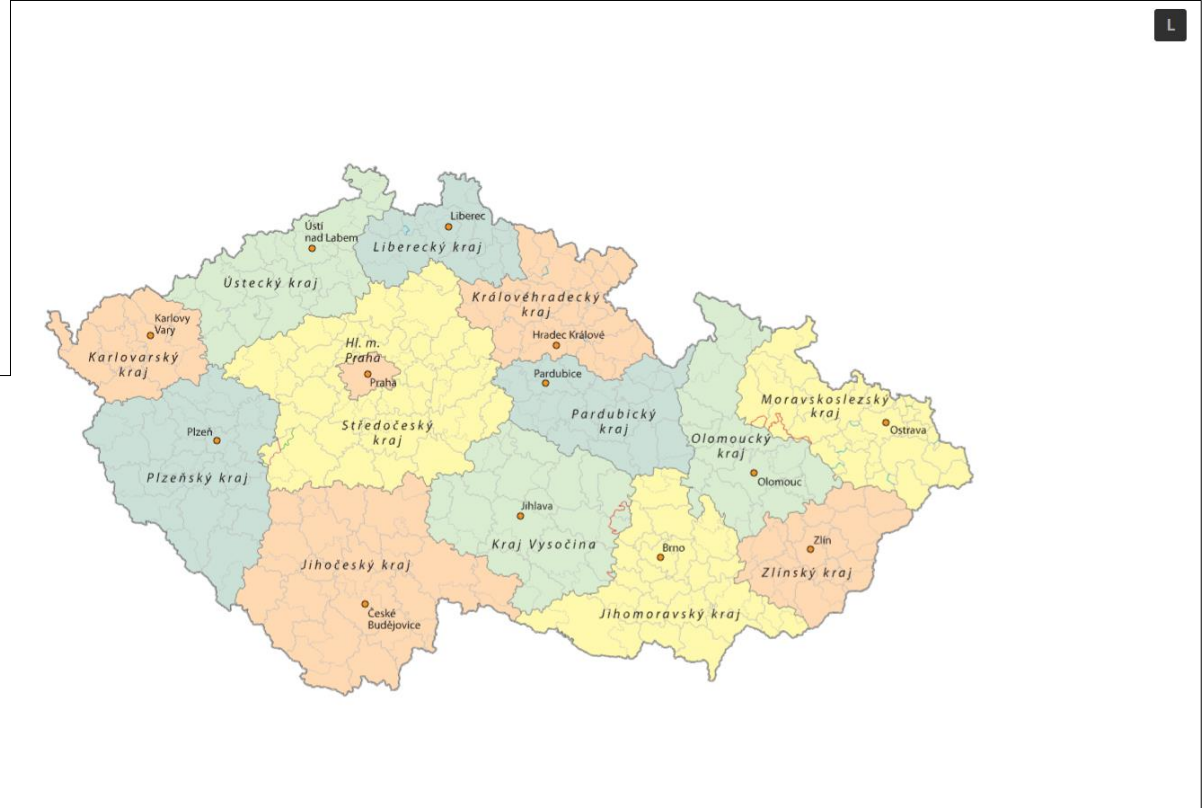 L
Liberec
Ústí
nad Labem
Liberecký kraj
Ústecký kraj
Královéhradecký
kraj
Karlovy
Vary
Hradec Králové
Hl. m.
Praha
Karlovarský
kraj
Praha
Pardubice
Moravskoslezský
kraj
Pardubický
kraj
Středočeský
kraj
Plzeň
Ostrava
Olomoucký
kraj
Plzeňský kraj
Olomouc
Jihlava
Kraj Vysočina
Brno
Zlín
Jihočeský kraj
Zlínský kraj
České
Budějovice
Jihomoravský kraj